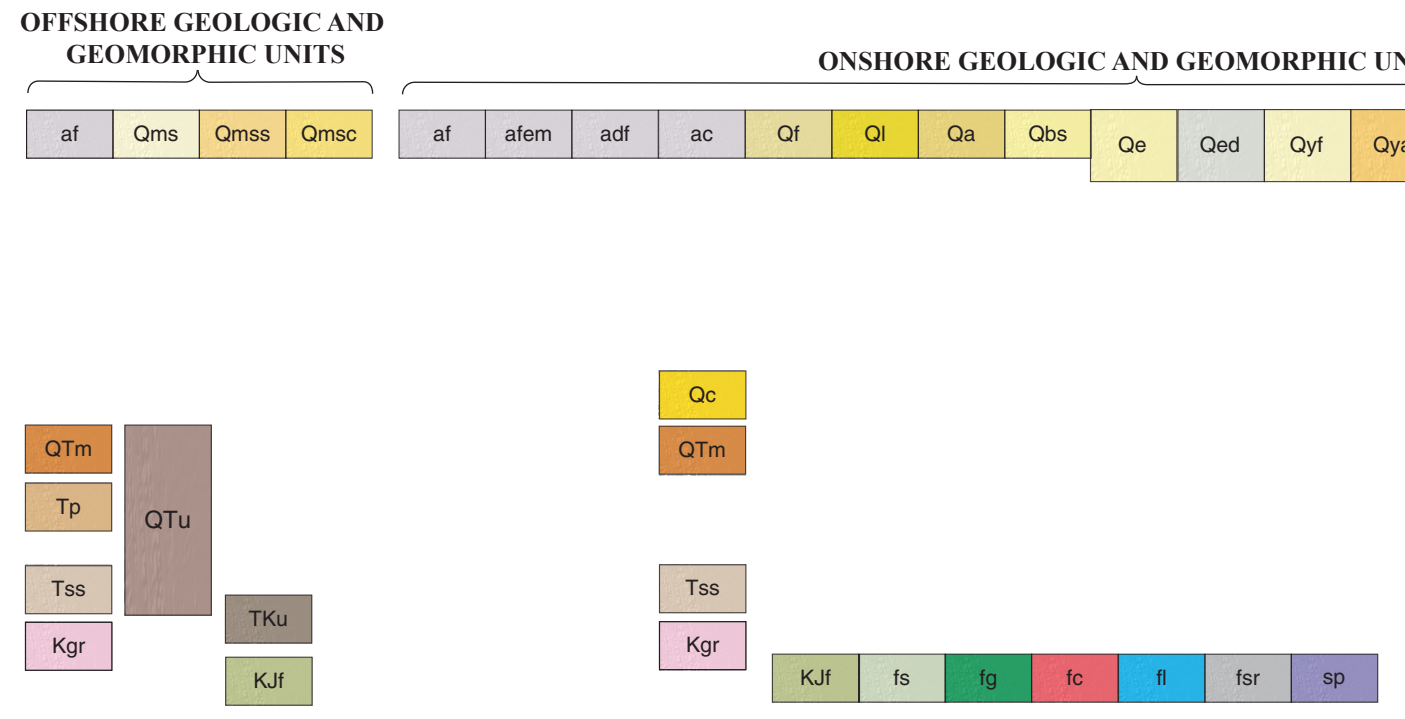 OFFSHORE GEOLOGIC AND
GEOMORPHIC UNITS
ONSHORE GEOLOGIC AND GEOMORPHIC UN
af Qms Qmss Qmsc
af afem adf ac Qf Ql Qa Qbs Qe Qed Qyf Qya
Qc
QTm
QTm
Tp
QTu
Tss
TKu
Kgr
KJf
Tss
Kgr
KJf fs fg fc fl fsr sp